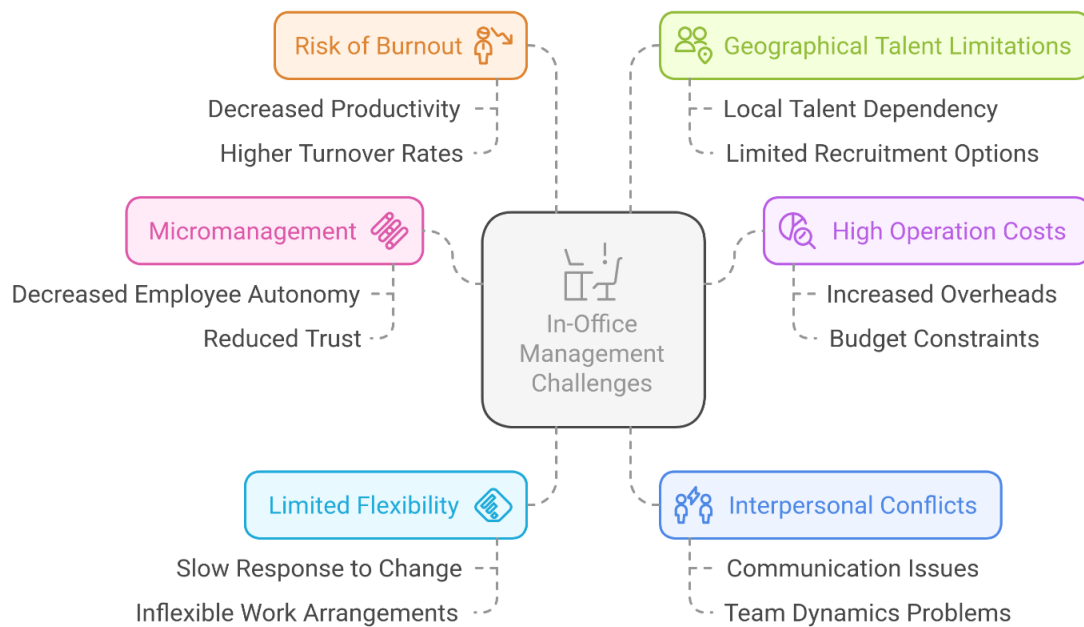 Risk of Burnout
Decreased Productivity
Higher Turnover Rates
Geographical Talent Limitations
Local Talent Dependency
Limited Recruitment Options
Micromanagement
Decreased Employee Autonomy
Reduced Trust
In-Office
Management
Challenges
High Operation Costs
Increased Overheads
Budget Constraints
Limited Flexibility
Slow Response to Change
Inflexible Work Arrangements
Interpersonal Conflicts
Communication Issues
Team Dynamics Problems